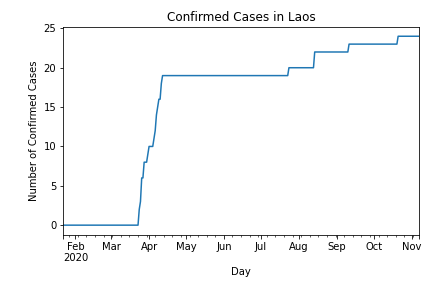 Confirmed Cases in Laos
25
20
15
10
5
0
Number of Confirmed Cases
Feb Mar Apr May Jun Jul Aug Sep Oct Nov
2020
Day